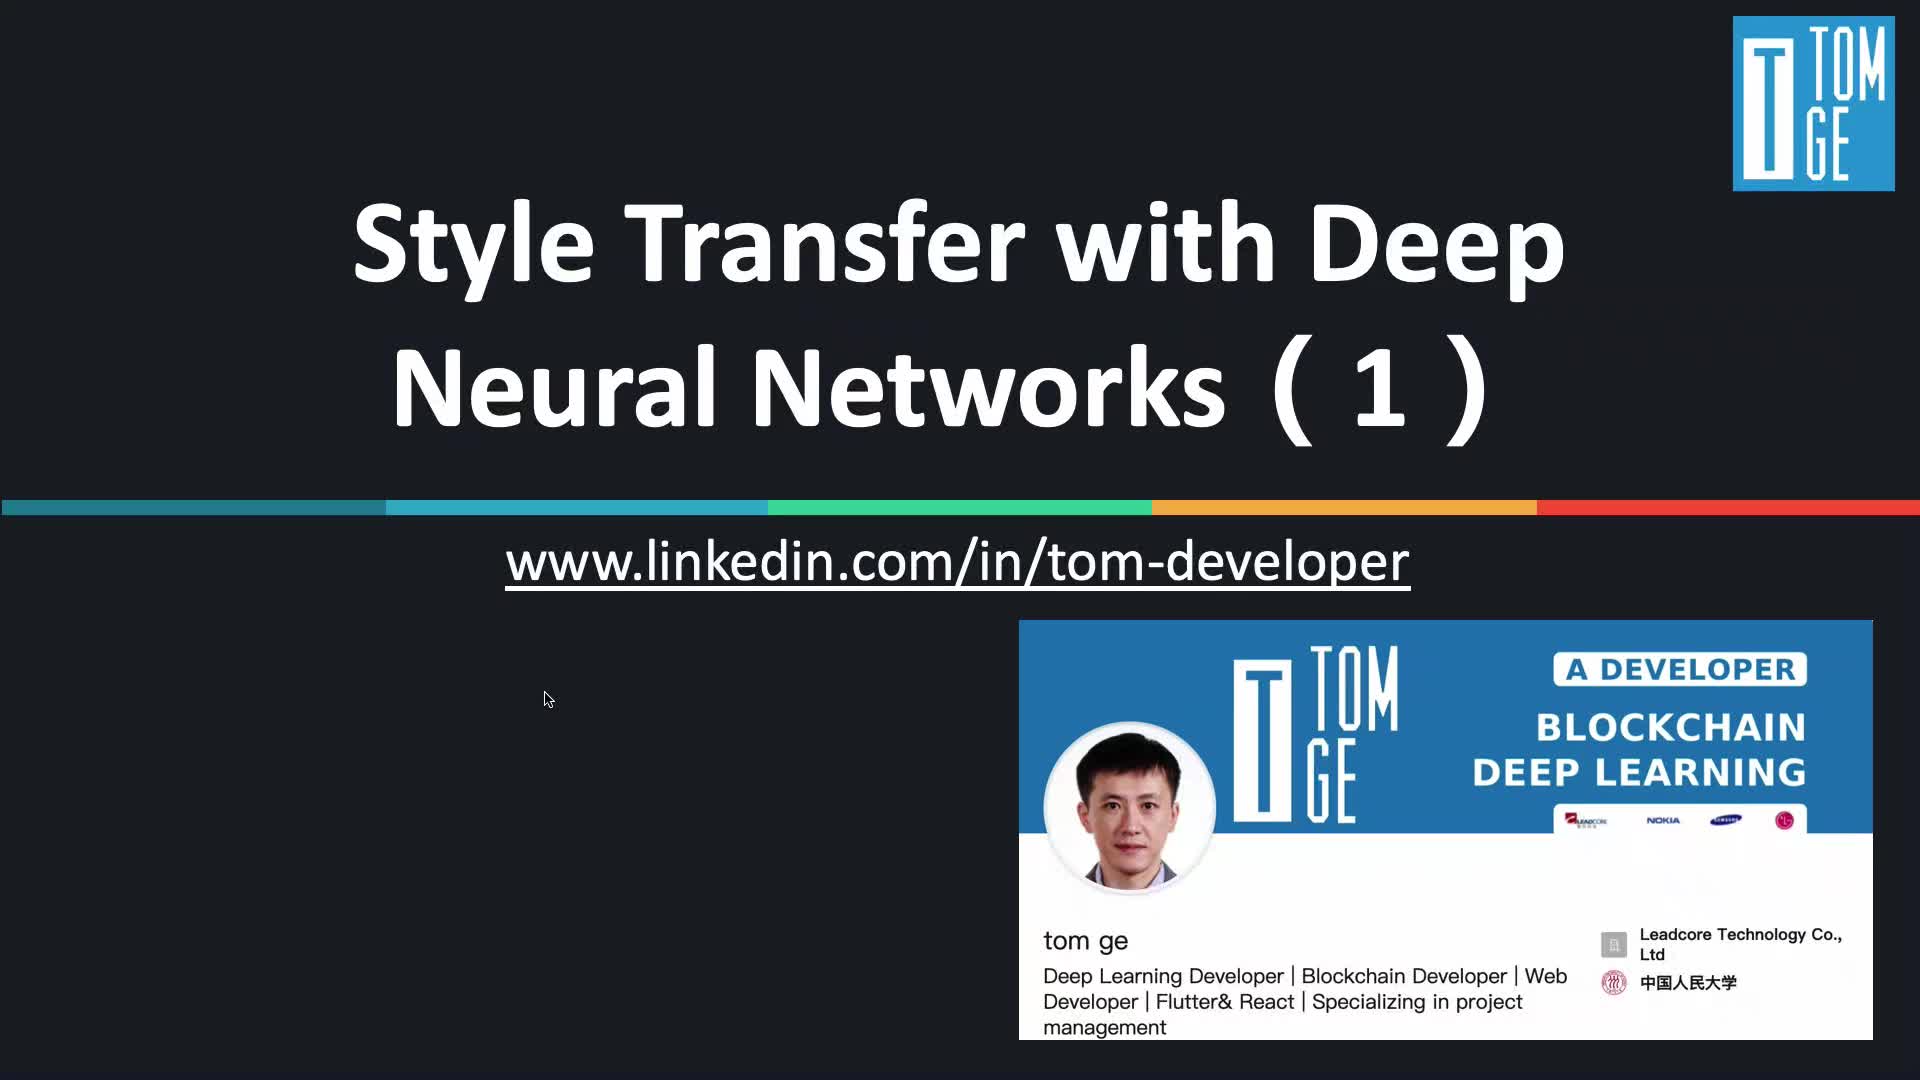 T TOM
GE
Style Transfer with Deep
Neural Networks ( 1 )
www.linkedin.com/in/tom-developer
T TOM
GE
A DEVELOPER
BLOCKCHAIN
DEEP LEARNING
LEADCORE NOKIA SAMSUNG LG
tom ge
Deep Learning Developer | Blockchain Developer | Web
Developer | Flutter& React | Specializing in project
management
Leadcore Technology Co.,
Ltd
中国人民大学